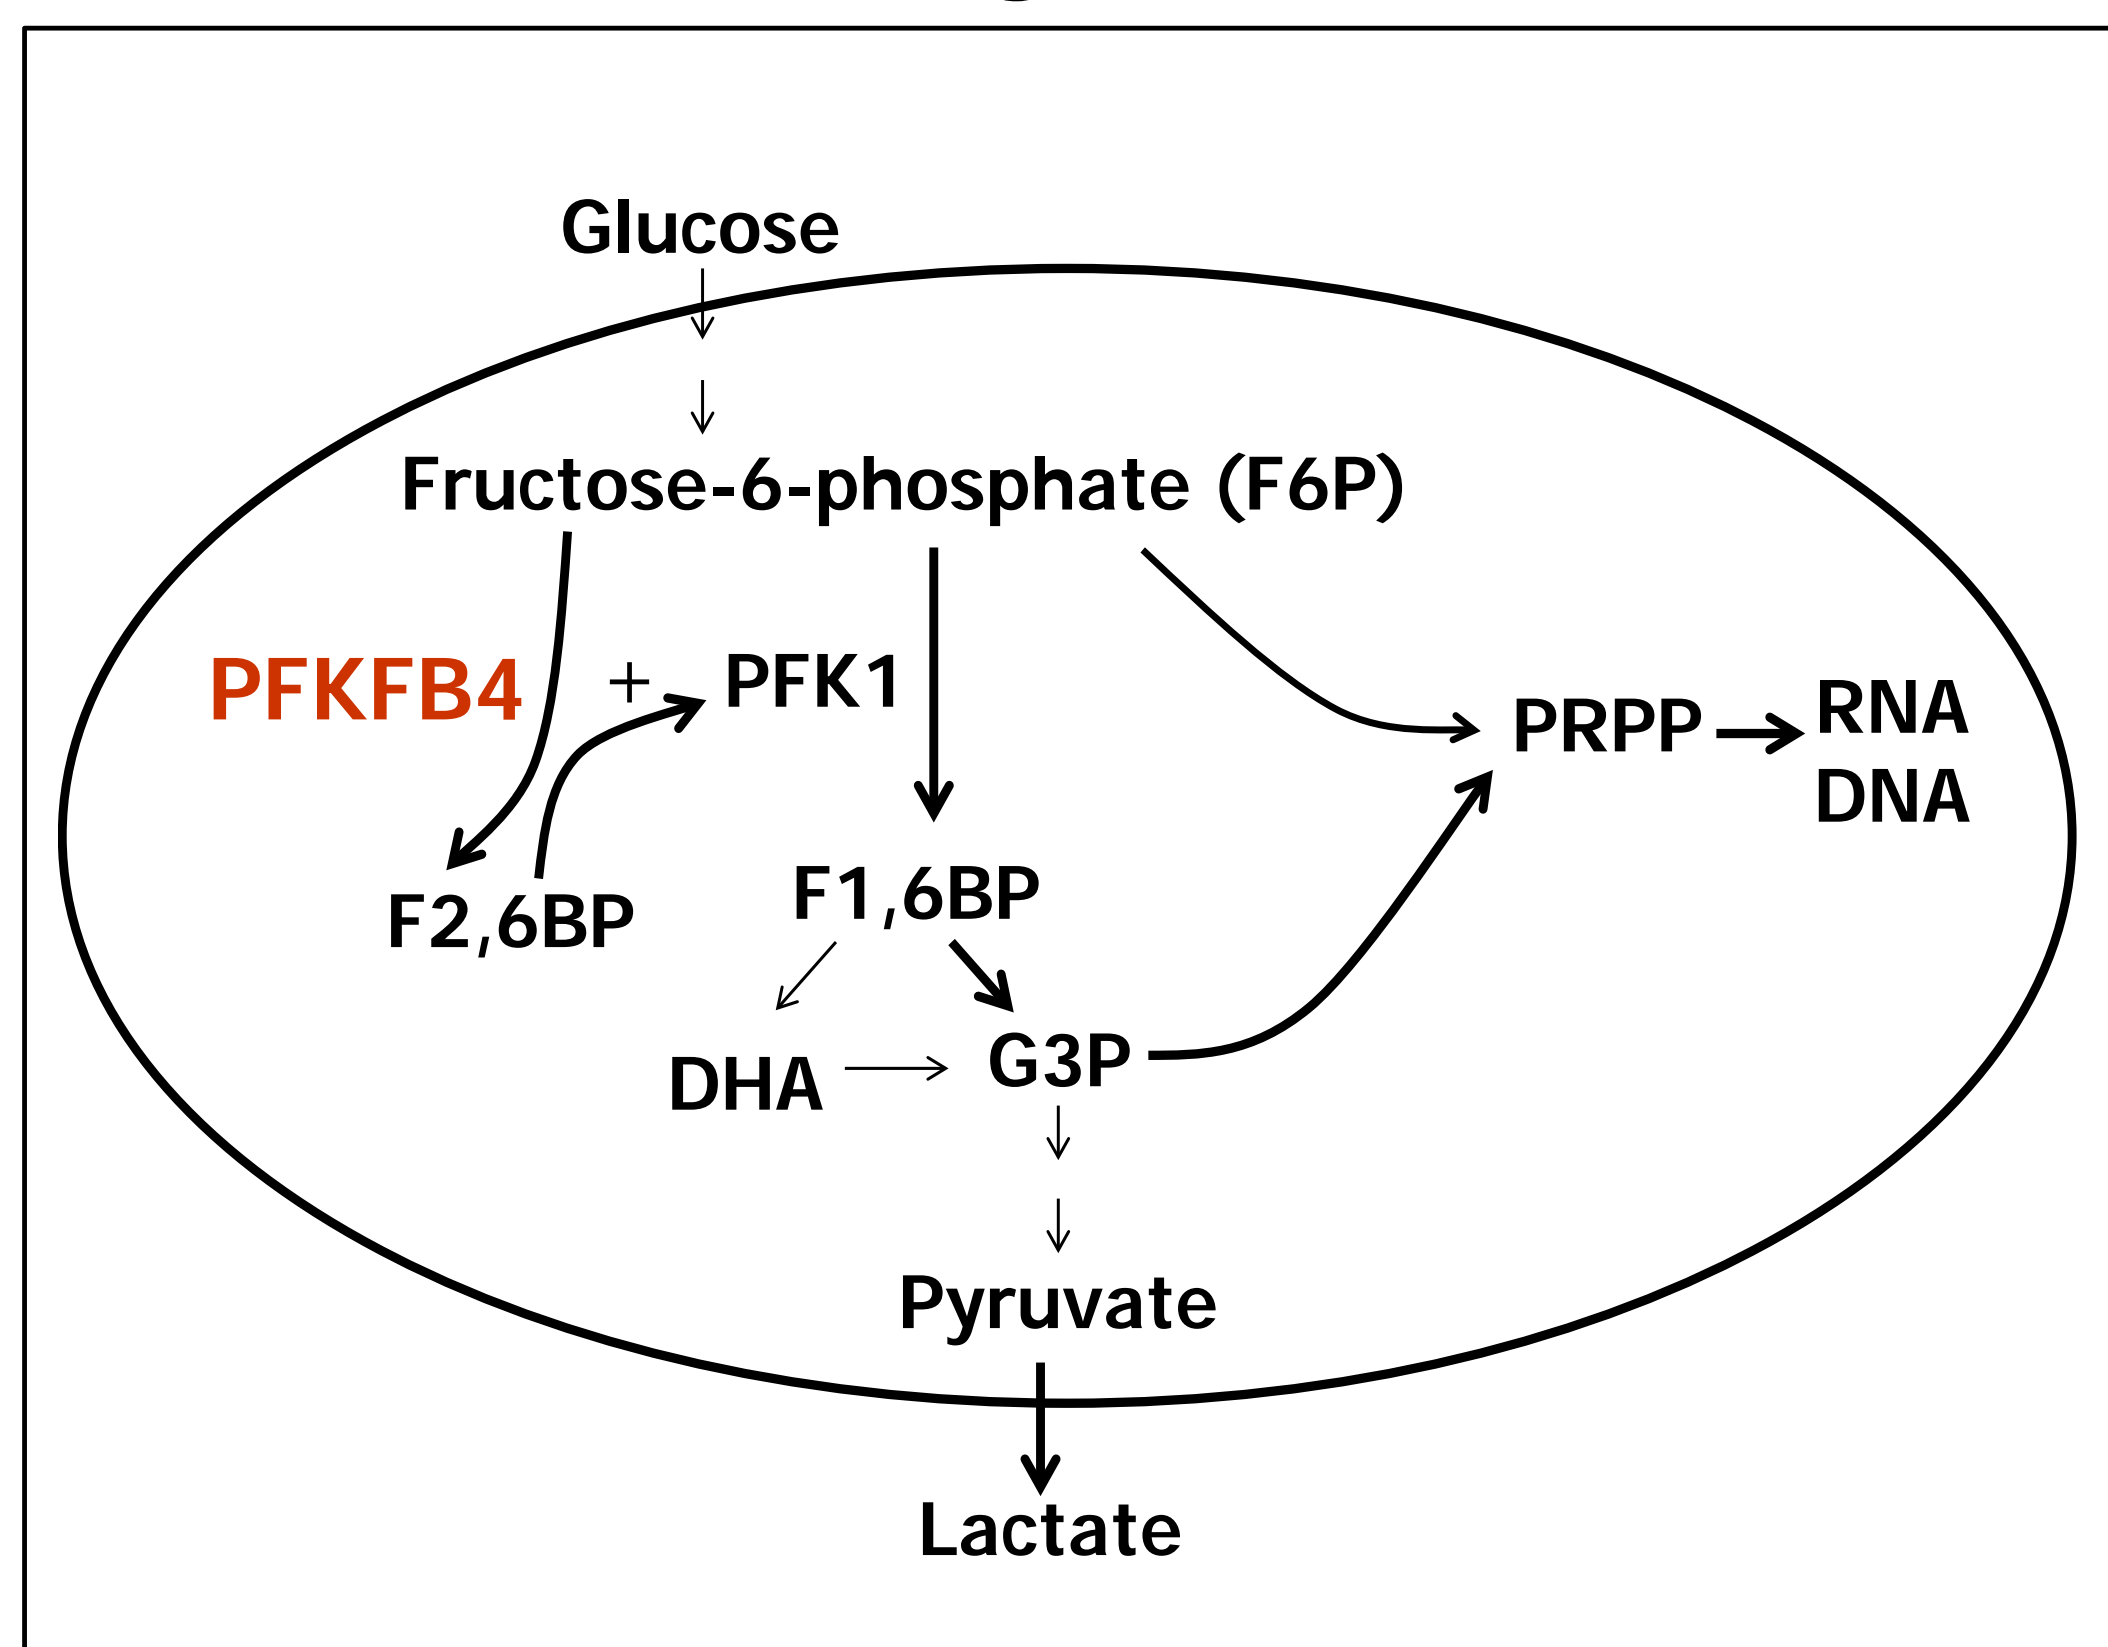 Glucose
Fructose-6-phosphate (F6P)
PFKFB4
+
PFK1
PRPP
RNA
DNA
F2,6BP
F1,6BP
DHA
G3P
Pyruvate
Lactate